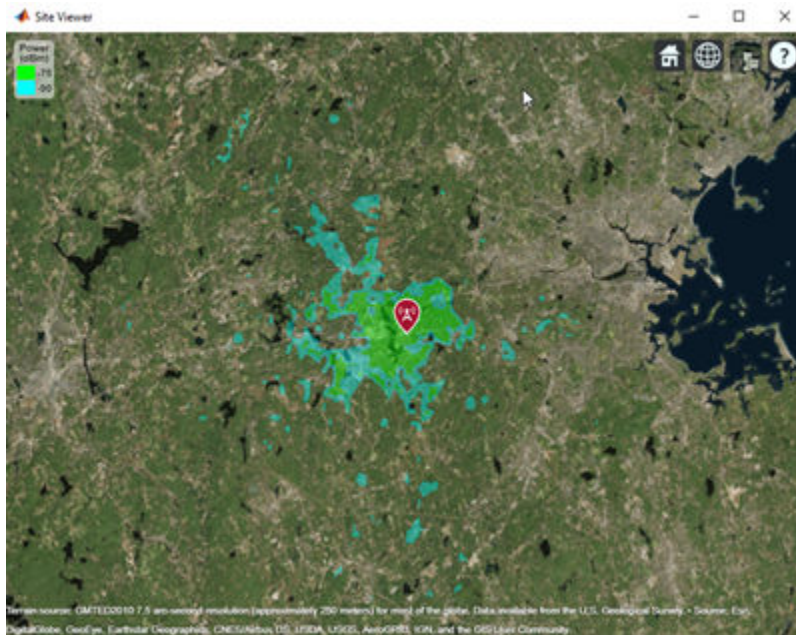 Site Viewer
Power
(dBm)
-70
-90
?
Terrain source: GMTED2010 7.5 arc-second resolution (approximately 250 meters) for most of the globe. Data available from the U.S. Geological Survey. • Source: Esri,
DigitalGlobe, GeoEye, Earthstar Geographics, CNES/Airbus DS, USDA, USGS, AeroGRID, IGN, and the GIS User Community